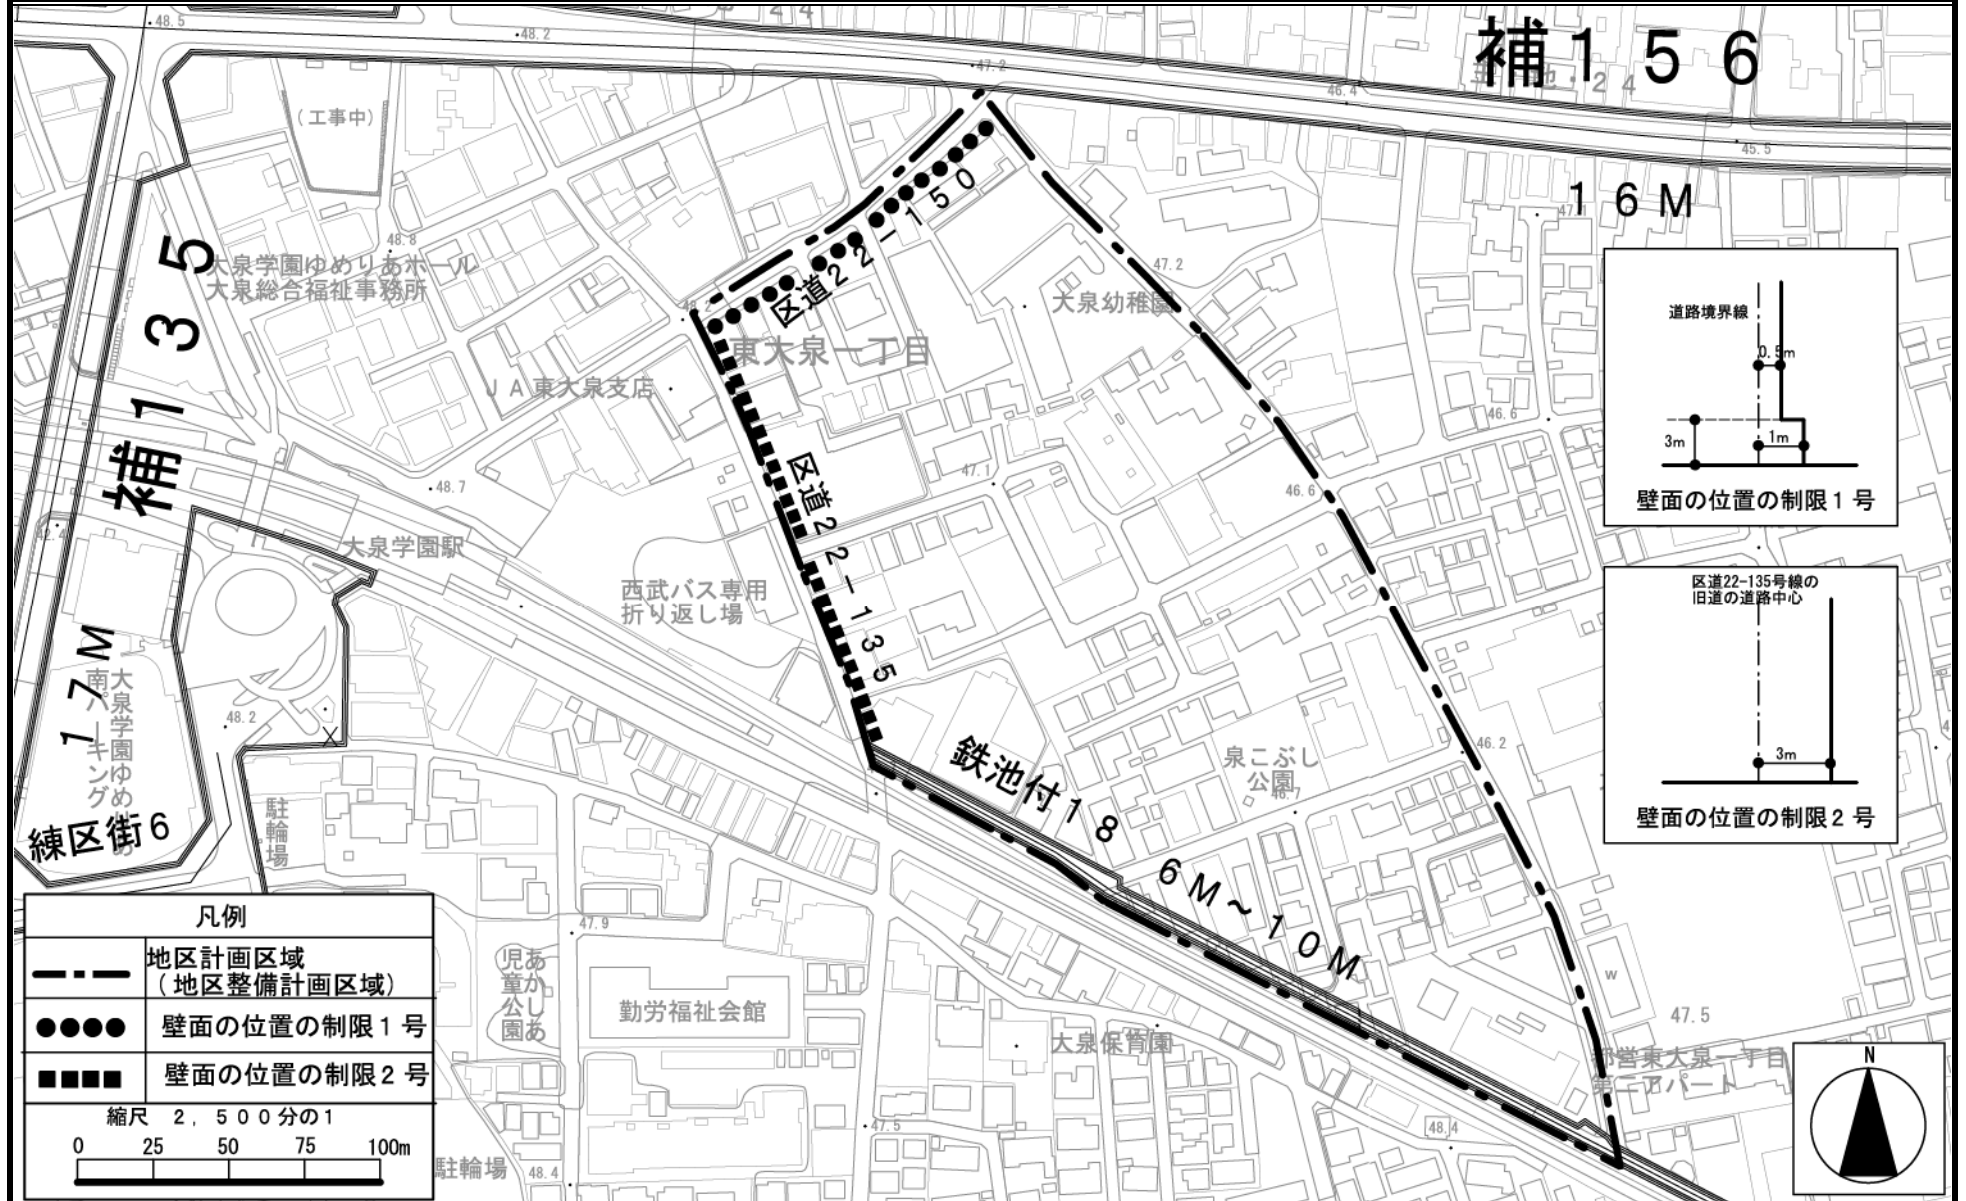 48.5
48.2
47.2
補156
46.4
45.5
16M
(工事中)
48.8
補135
大泉学園ゆめりあホール
大泉総合福祉事務所
区道22-150
47.2
大泉幼稚園
東大泉一丁目
JA東大泉支店
48.7
47.1
46.6
46.6
区道22-135
大泉学園駅
西武バス専用
折り返し場
42.4
17M
大泉学園ゆめりあ
南パーキング
48.2
練区街6
駐輪場
鉄池付18
6M~10M
泉こぶし
公園
46.7
46.2
道路境界線
0.5m
3m
1m
壁面の位置の制限1号
区道22-135号線の
旧道の道路中心
3m
壁面の位置の制限2号
47.9
あかしあ
児童公園
勤労福祉会館
大泉保育園
47.5
48.4
W
47.5
都営東大泉一丁目
第二アパート
駐輪場
48.4
凡例
地区計画区域
(地区整備計画区域)
壁面の位置の制限1号
壁面の位置の制限2号
縮尺 2,500分の1
0 25 50 75 100m
N